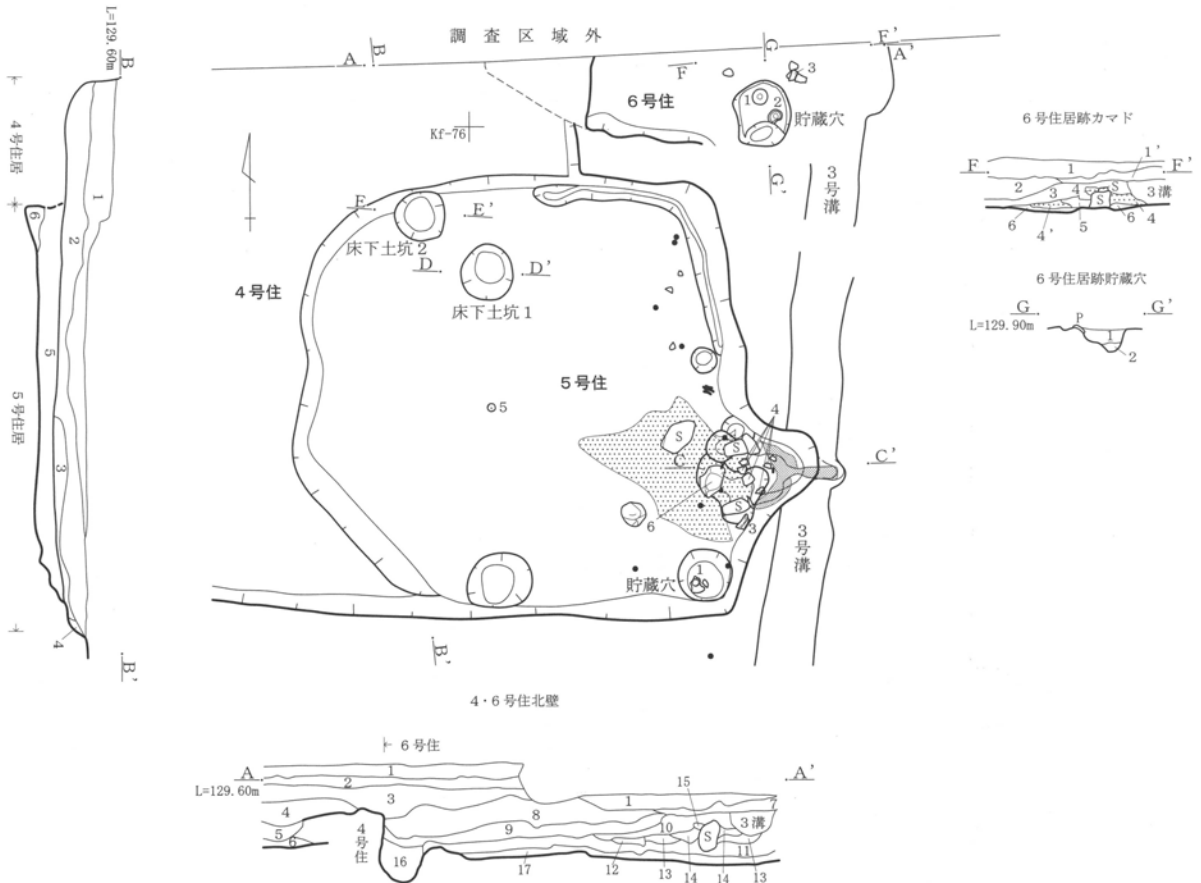 調査区域外
L=129.60m
B
4号住居
5号住居
1
2
6
5
3
4
B'
A
B
F
G
F'
A'
6号住
1
2
3
貯蔵穴
Kf-76
G'
3号溝
E
E'
床下土坑2
D
D'
床下土坑1
4号住
5号住
5
S
C
S
4
C'
6
S
3
1
貯蔵穴
3号溝
B'
6号住居跡カマド
F
F'
1
1'
2
3
4
S
S
3溝
6
4'
5
6
4
6号住居跡貯蔵穴
G
G'
L=129.90m
P
1
2
4・6号住北壁
6号住
A
A'
L=129.60m
1
2
3
4
5
6
4号住
8
9
16
17
1
7
15
10
S
3溝
11
12
13
14
14
13